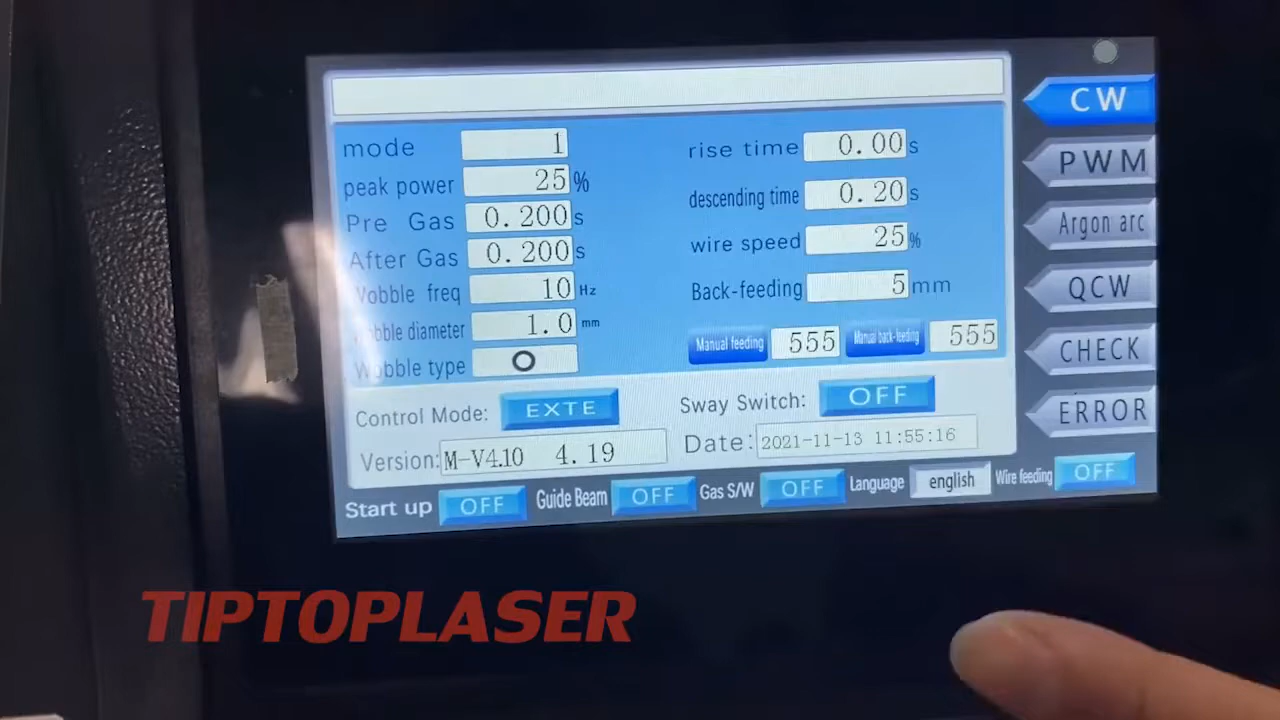 mode 1
peak power 25 %
Pre Gas 0.200 s
After Gas 0.200 s
Wobble freq 10 Hz
Wobble diameter 1.0 mm
Wobble type O
rise time 0.00 s
descending time 0.20 s
wire speed 25 %
Back-feeding 5 mm
Manual feeding 555 Manual back-feeding 555
Control Mode: EXTE
Sway Switch: OFF
Version: M-V4.10 4.19
Date: 2021-11-13 11:55:16
Start up OFF Guide Beam OFF Gas S/W OFF Language english Wire feeding OFF
CW
PWM
Argon arc
QCW
CHECK
ERROR
TIPTOPLASER